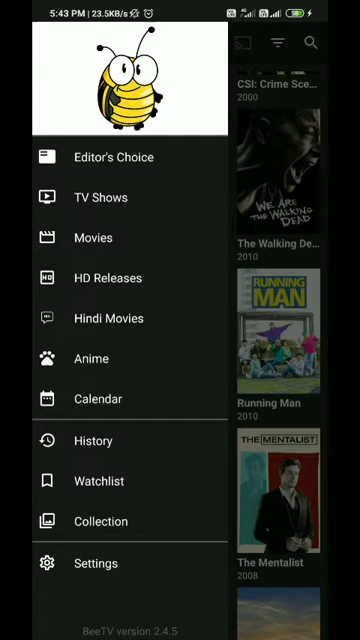 5:43 PM | 23.5KB/s
CSI: Crime Sce...
2000
Editor's Choice
TV Shows
Movies
HD Releases
Hindi Movies
Anime
Calendar
History
Watchlist
Collection
Settings
BeeTV version 2.4.5
WE ARE
THE WALKING
DEAD
The Walking De...
2010
RUNNING
MAN
Running Man
2010
THE MENTALIST
The Mentalist
2008